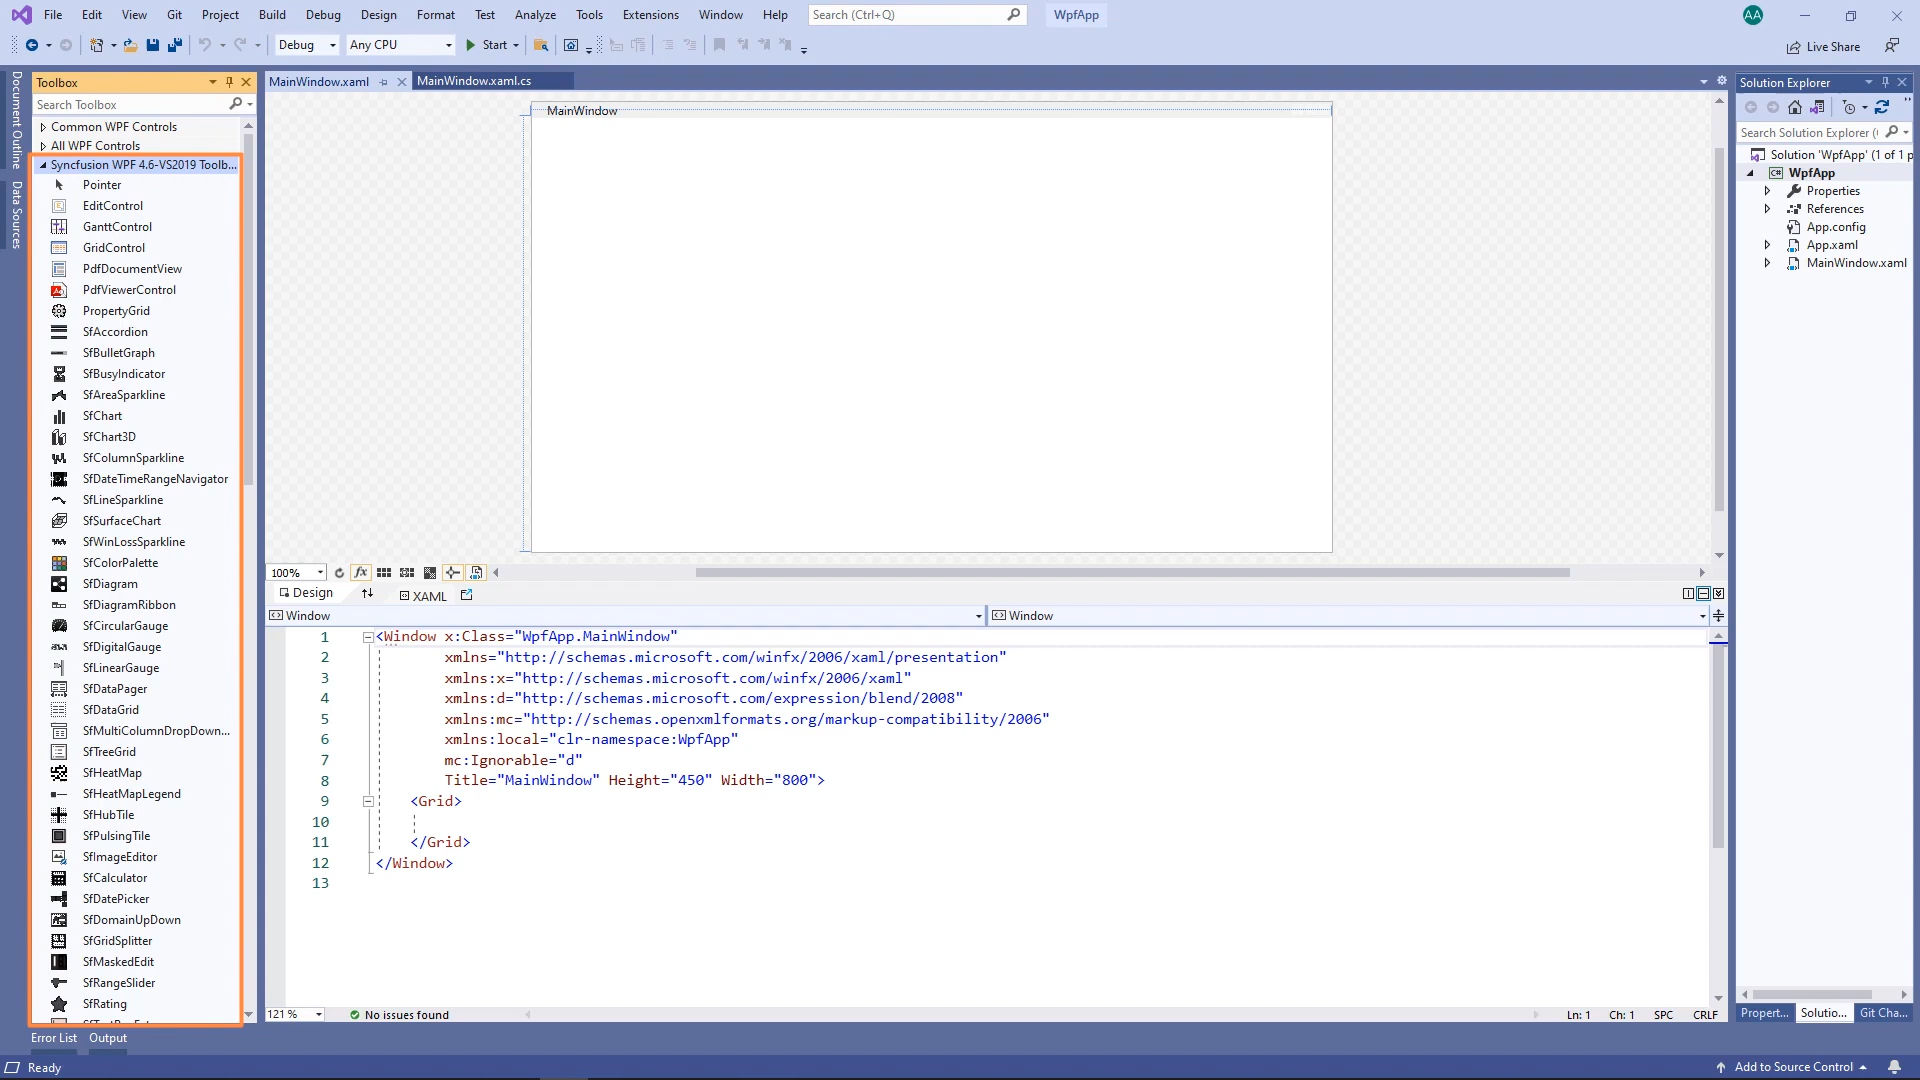 File Edit View Git Project Build Debug Design Format Test Analyze Tools Extensions Window Help Search (Ctrl+Q) WpfApp AA
Debug Any CPU Start Live Share
Document Outline
Data Sources
Toolbox
Search Toolbox
Common WPF Controls
All WPF Controls
Syncfusion WPF 4.6-VS2019 Toolb...
Pointer
EditControl
GanttControl
GridControl
PdfDocumentView
PdfViewerControl
PropertyGrid
SfAccordion
SfBulletGraph
SfBusyIndicator
SfAreaSparkline
SfChart
SfChart3D
SfColumnSparkline
SfDateTimeRangeNavigator
SfLineSparkline
SfSurfaceChart
SfWinLossSparkline
SfColorPalette
SfDiagram
SfDiagramRibbon
SfCircularGauge
SfDigitalGauge
SfLinearGauge
SfDataPager
SfDataGrid
SfMultiColumnDropDown...
SfTreeGrid
SfHeatMap
SfHeatMapLegend
SfHubTile
SfPulsingTile
SfImageEditor
SfCalculator
SfDatePicker
SfDomainUpDown
SfGridSplitter
SfMaskedEdit
SfRangeSlider
SfRating
MainWindow.xaml MainWindow.xaml.cs
MainWindow
100%
Design XAML
Window Window
1 <Window x:Class="WpfApp.MainWindow"
2 xmlns="http://schemas.microsoft.com/winfx/2006/xaml/presentation"
3 xmlns:x="http://schemas.microsoft.com/winfx/2006/xaml"
4 xmlns:d="http://schemas.microsoft.com/expression/blend/2008"
5 xmlns:mc="http://schemas.openxmlformats.org/markup-compatibility/2006"
6 xmlns:local="clr-namespace:WpfApp"
7 mc:Ignorable="d"
8 Title="MainWindow" Height="450" Width="800">
9 <Grid>
10
11 </Grid>
12 </Window>
13
121 % No issues found Ln: 1 Ch: 1 SPC CRLF
Solution Explorer
Search Solution Explorer (
Solution 'WpfApp' (1 of 1 p
C# WpfApp
Properties
References
App.config
App.xaml
MainWindow.xaml
Propert... Solutio... Git Cha...
Error List Output
Ready Add to Source Control